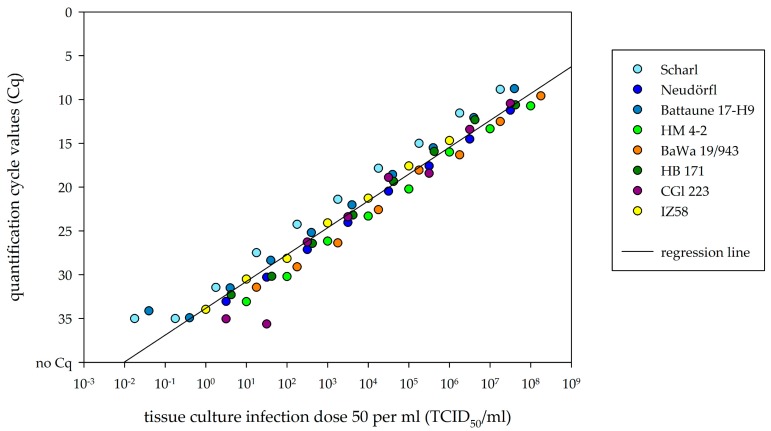 0
10
15
20
25
30
35
no Cq
quantification cycle values (Cq)
10-3
10-2
10-1
100
101
102
103
104
105
106
107
108
109
tissue culture infection dose 50 per ml (TCID50/ml)
Scharl
Neudörfl
Battaune 17-H9
HM 4-2
BaWa 19/943
HB 171
CGl 223
IZ58
regression line